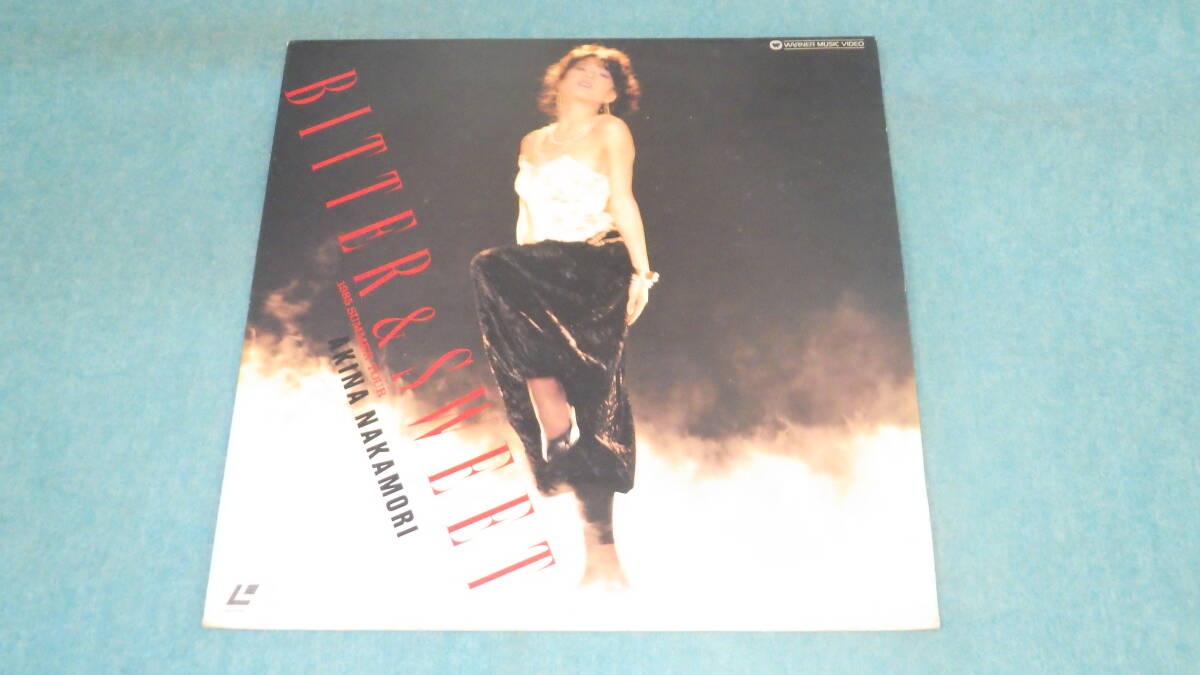 WARNER MUSIC VIDEO
BITTER & SWEET
1985 SUMMER TOUR
AKINA NAKAMORI